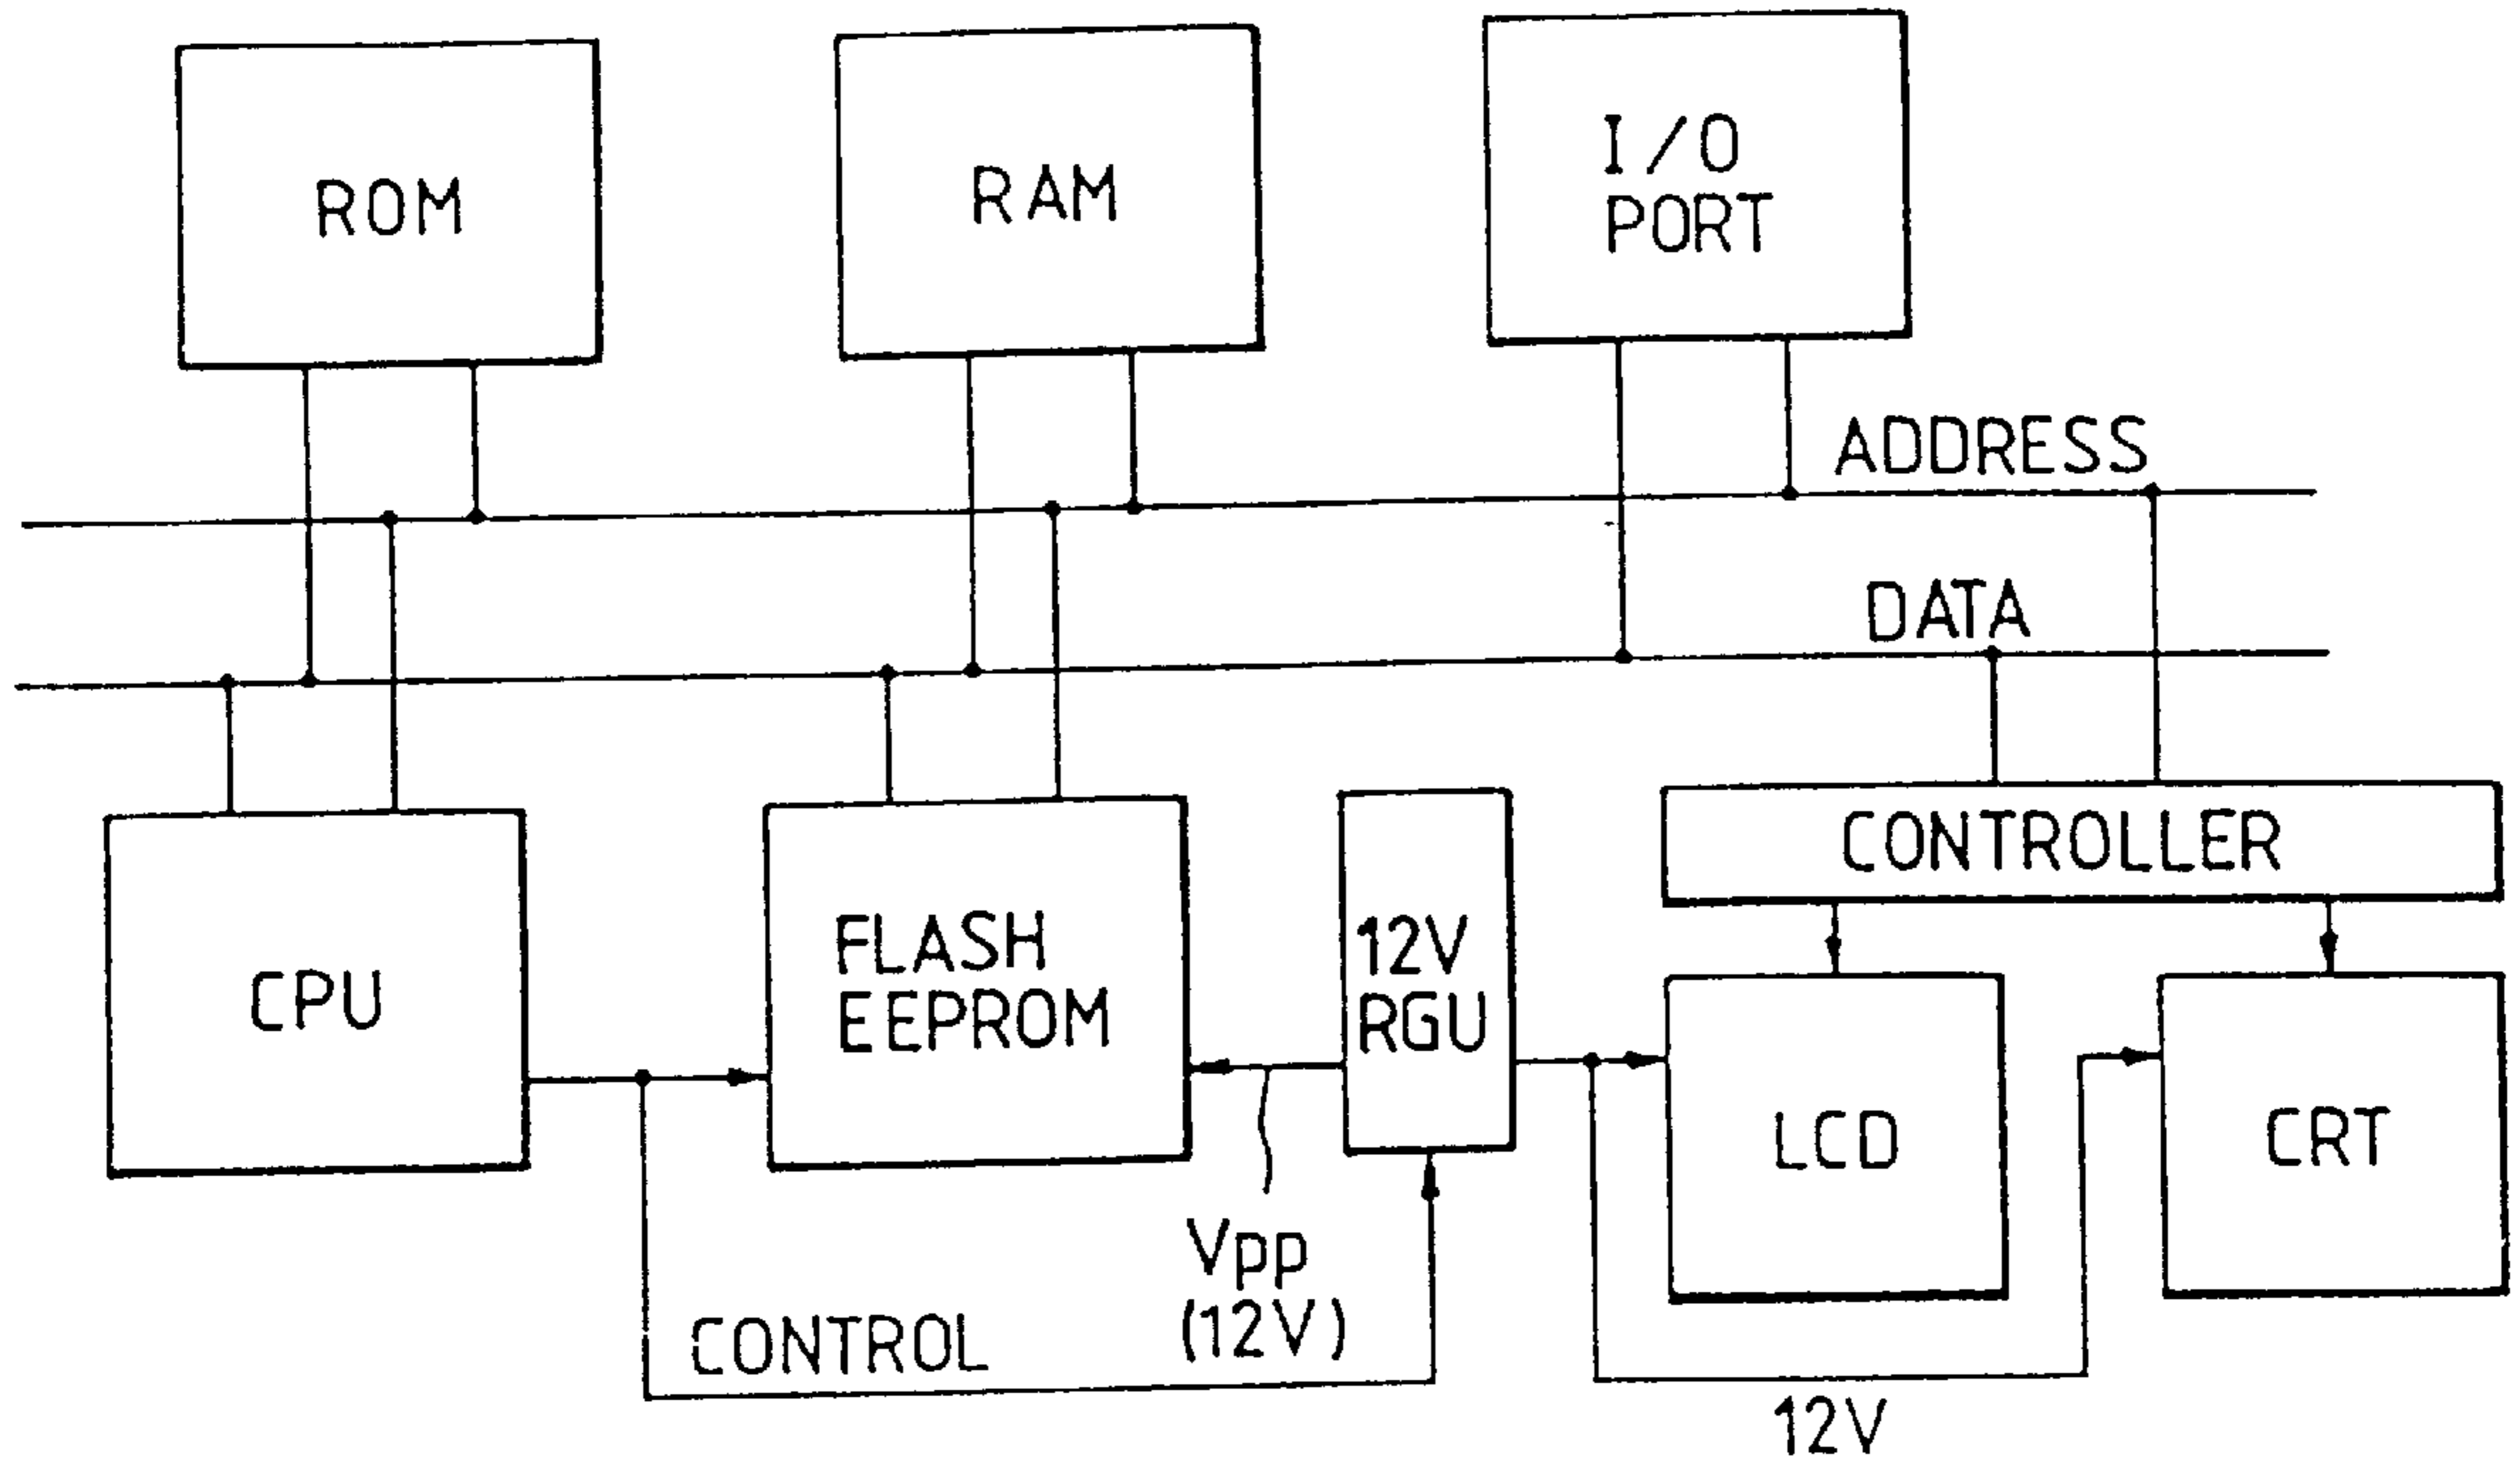 ROM
RAM
I/O
PORT
ADDRESS
DATA
CPU
FLASH
EEPROM
12V
RGU
CONTROLLER
LCD
CRT
Vpp
(12V)
CONTROL
12V